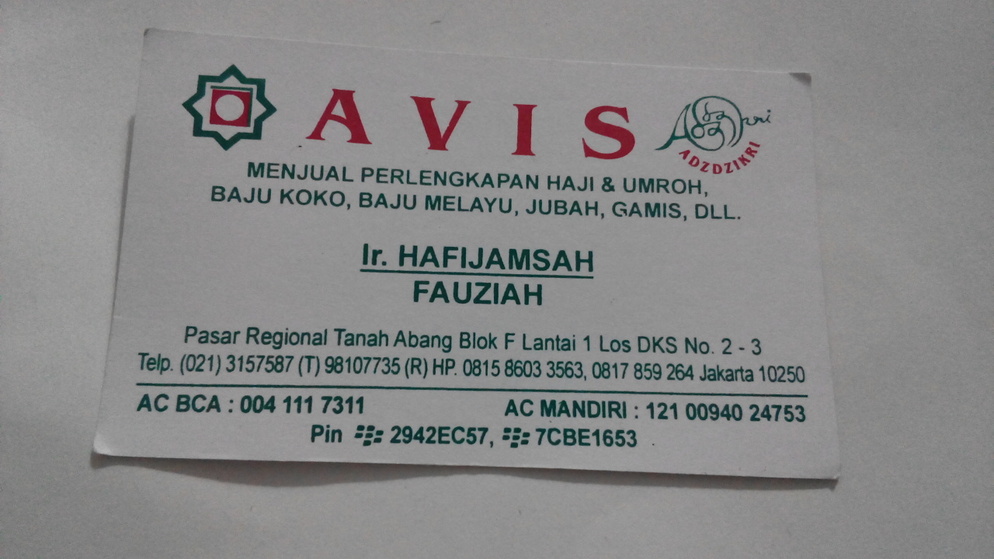 AVIS
ADZDZIKRI
MENJUAL PERLENGKAPAN HAJI & UMROH,
BAJU KOKO, BAJU MELAYU, JUBAH, GAMIS, DLL.
Ir. HAFIJAMSAH
FAUZIAH
Pasar Regional Tanah Abang Blok F Lantai 1 Los DKS No. 2 - 3
Telp. (021) 3157587 (T) 98107735 (R) HP. 0815 8603 3563, 0817 859 264 Jakarta 10250
AC BCA : 004 111 7311 AC MANDIRI : 121 00940 24753
Pin 2942EC57, 7CBE1653